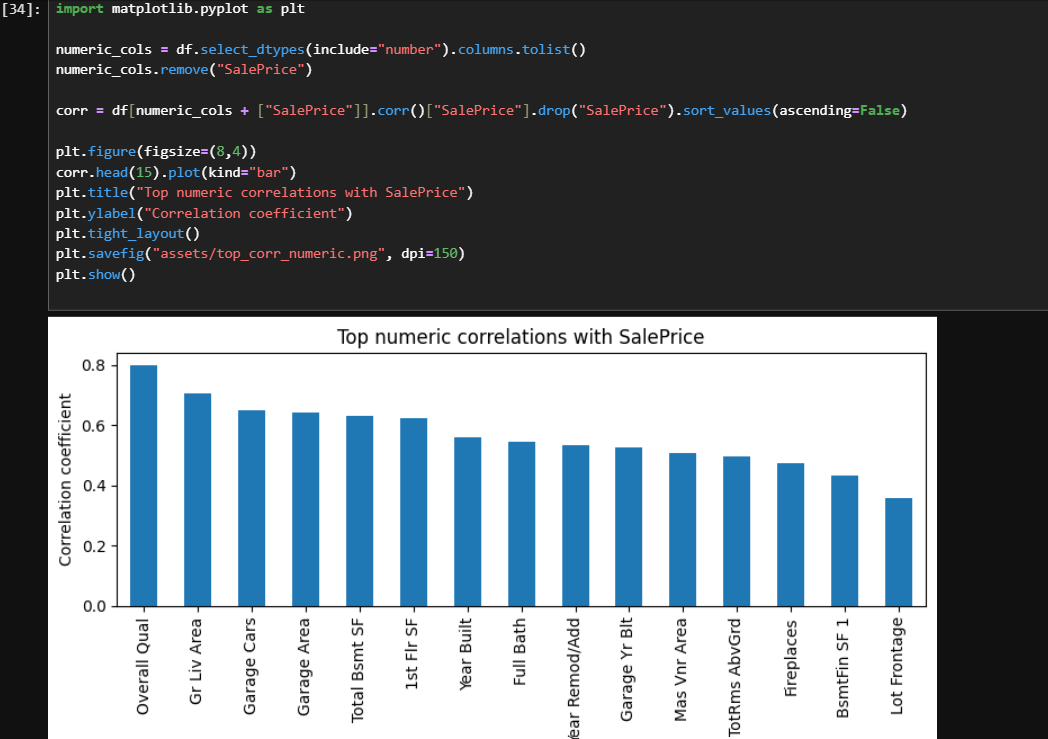 [34]:
import matplotlib.pyplot as plt
numeric_cols = df.select_dtypes(include="number").columns.tolist()
numeric_cols.remove("SalePrice")
corr = df[numeric_cols + ["SalePrice"]].corr()["SalePrice"].drop("SalePrice").sort_values(ascending=False)
plt.figure(figsize=(8,4))
corr.head(15).plot(kind="bar")
plt.title("Top numeric correlations with SalePrice")
plt.ylabel("Correlation coefficient")
plt.tight_layout()
plt.savefig("assets/top_corr_numeric.png", dpi=150)
plt.show()
Top numeric correlations with SalePrice
Correlation coefficient
0.8
0.6
0.4
0.2
0.0
Overall Qual
Gr Liv Area
Garage Cars
Garage Area
Total Bsmt SF
1st Flr SF
Year Built
Full Bath
Year Remod/Add
Garage Yr Blt
Mas Vnr Area
TotRms AbvGrd
Fireplaces
BsmtFin SF 1
Lot Frontage